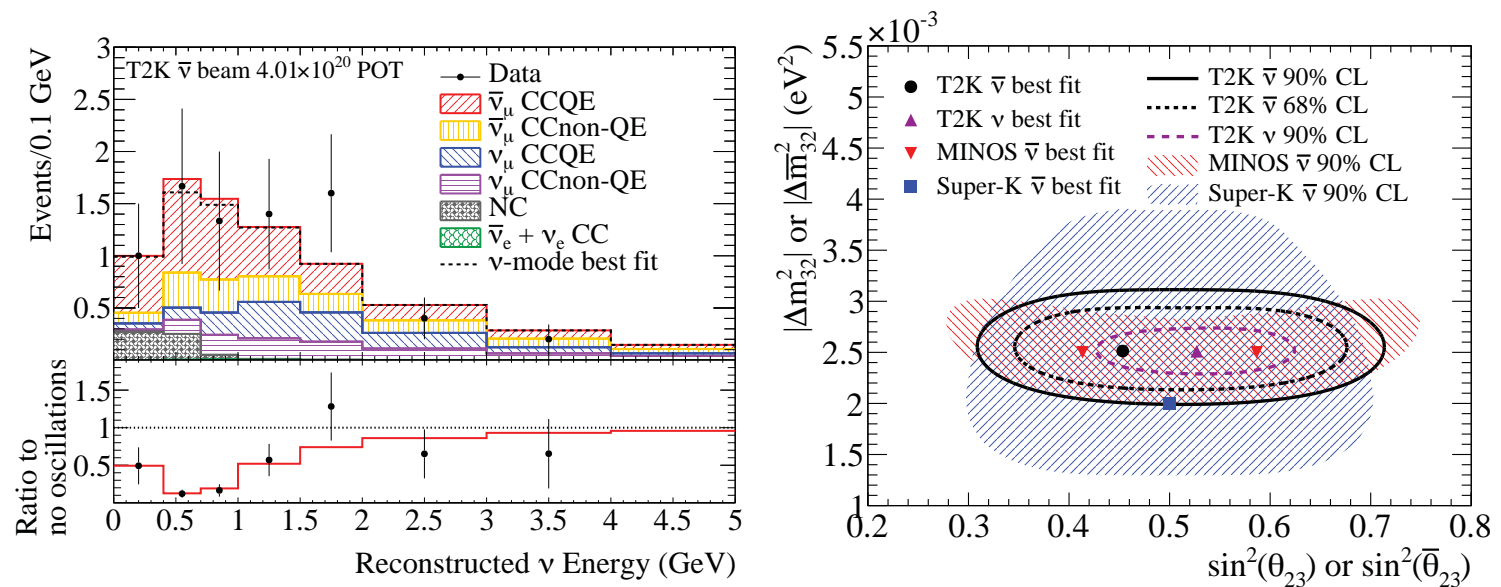 3
2.5
2
1.5
1
0.5
Events/0.1 GeV
T2K ν̅ beam 4.01×10²⁰ POT
Data
ν̅_μ CCQE
ν̅_μ CCnon-QE
ν_μ CCQE
ν_μ CCnon-QE
NC
ν̅_e + ν_e CC
ν-mode best fit
1
0.5
Ratio to
no oscillations
0 0.5 1 1.5 2 2.5 3 3.5 4 4.5 5
Reconstructed ν Energy (GeV)
×10⁻³
5.5
5
4.5
4
3.5
3
2.5
2
1.5
1
|Δm²₃₂| or |Δm̅²₃₂| (eV²)
T2K ν̅ best fit
T2K ν best fit
MINOS ν̅ best fit
Super-K ν̅ best fit
T2K ν̅ 90% CL
T2K ν̅ 68% CL
T2K ν 90% CL
MINOS ν̅ 90% CL
Super-K ν̅ 90% CL
0.2 0.3 0.4 0.5 0.6 0.7 0.8
sin²(θ₂₃) or sin²(θ̅₂₃)